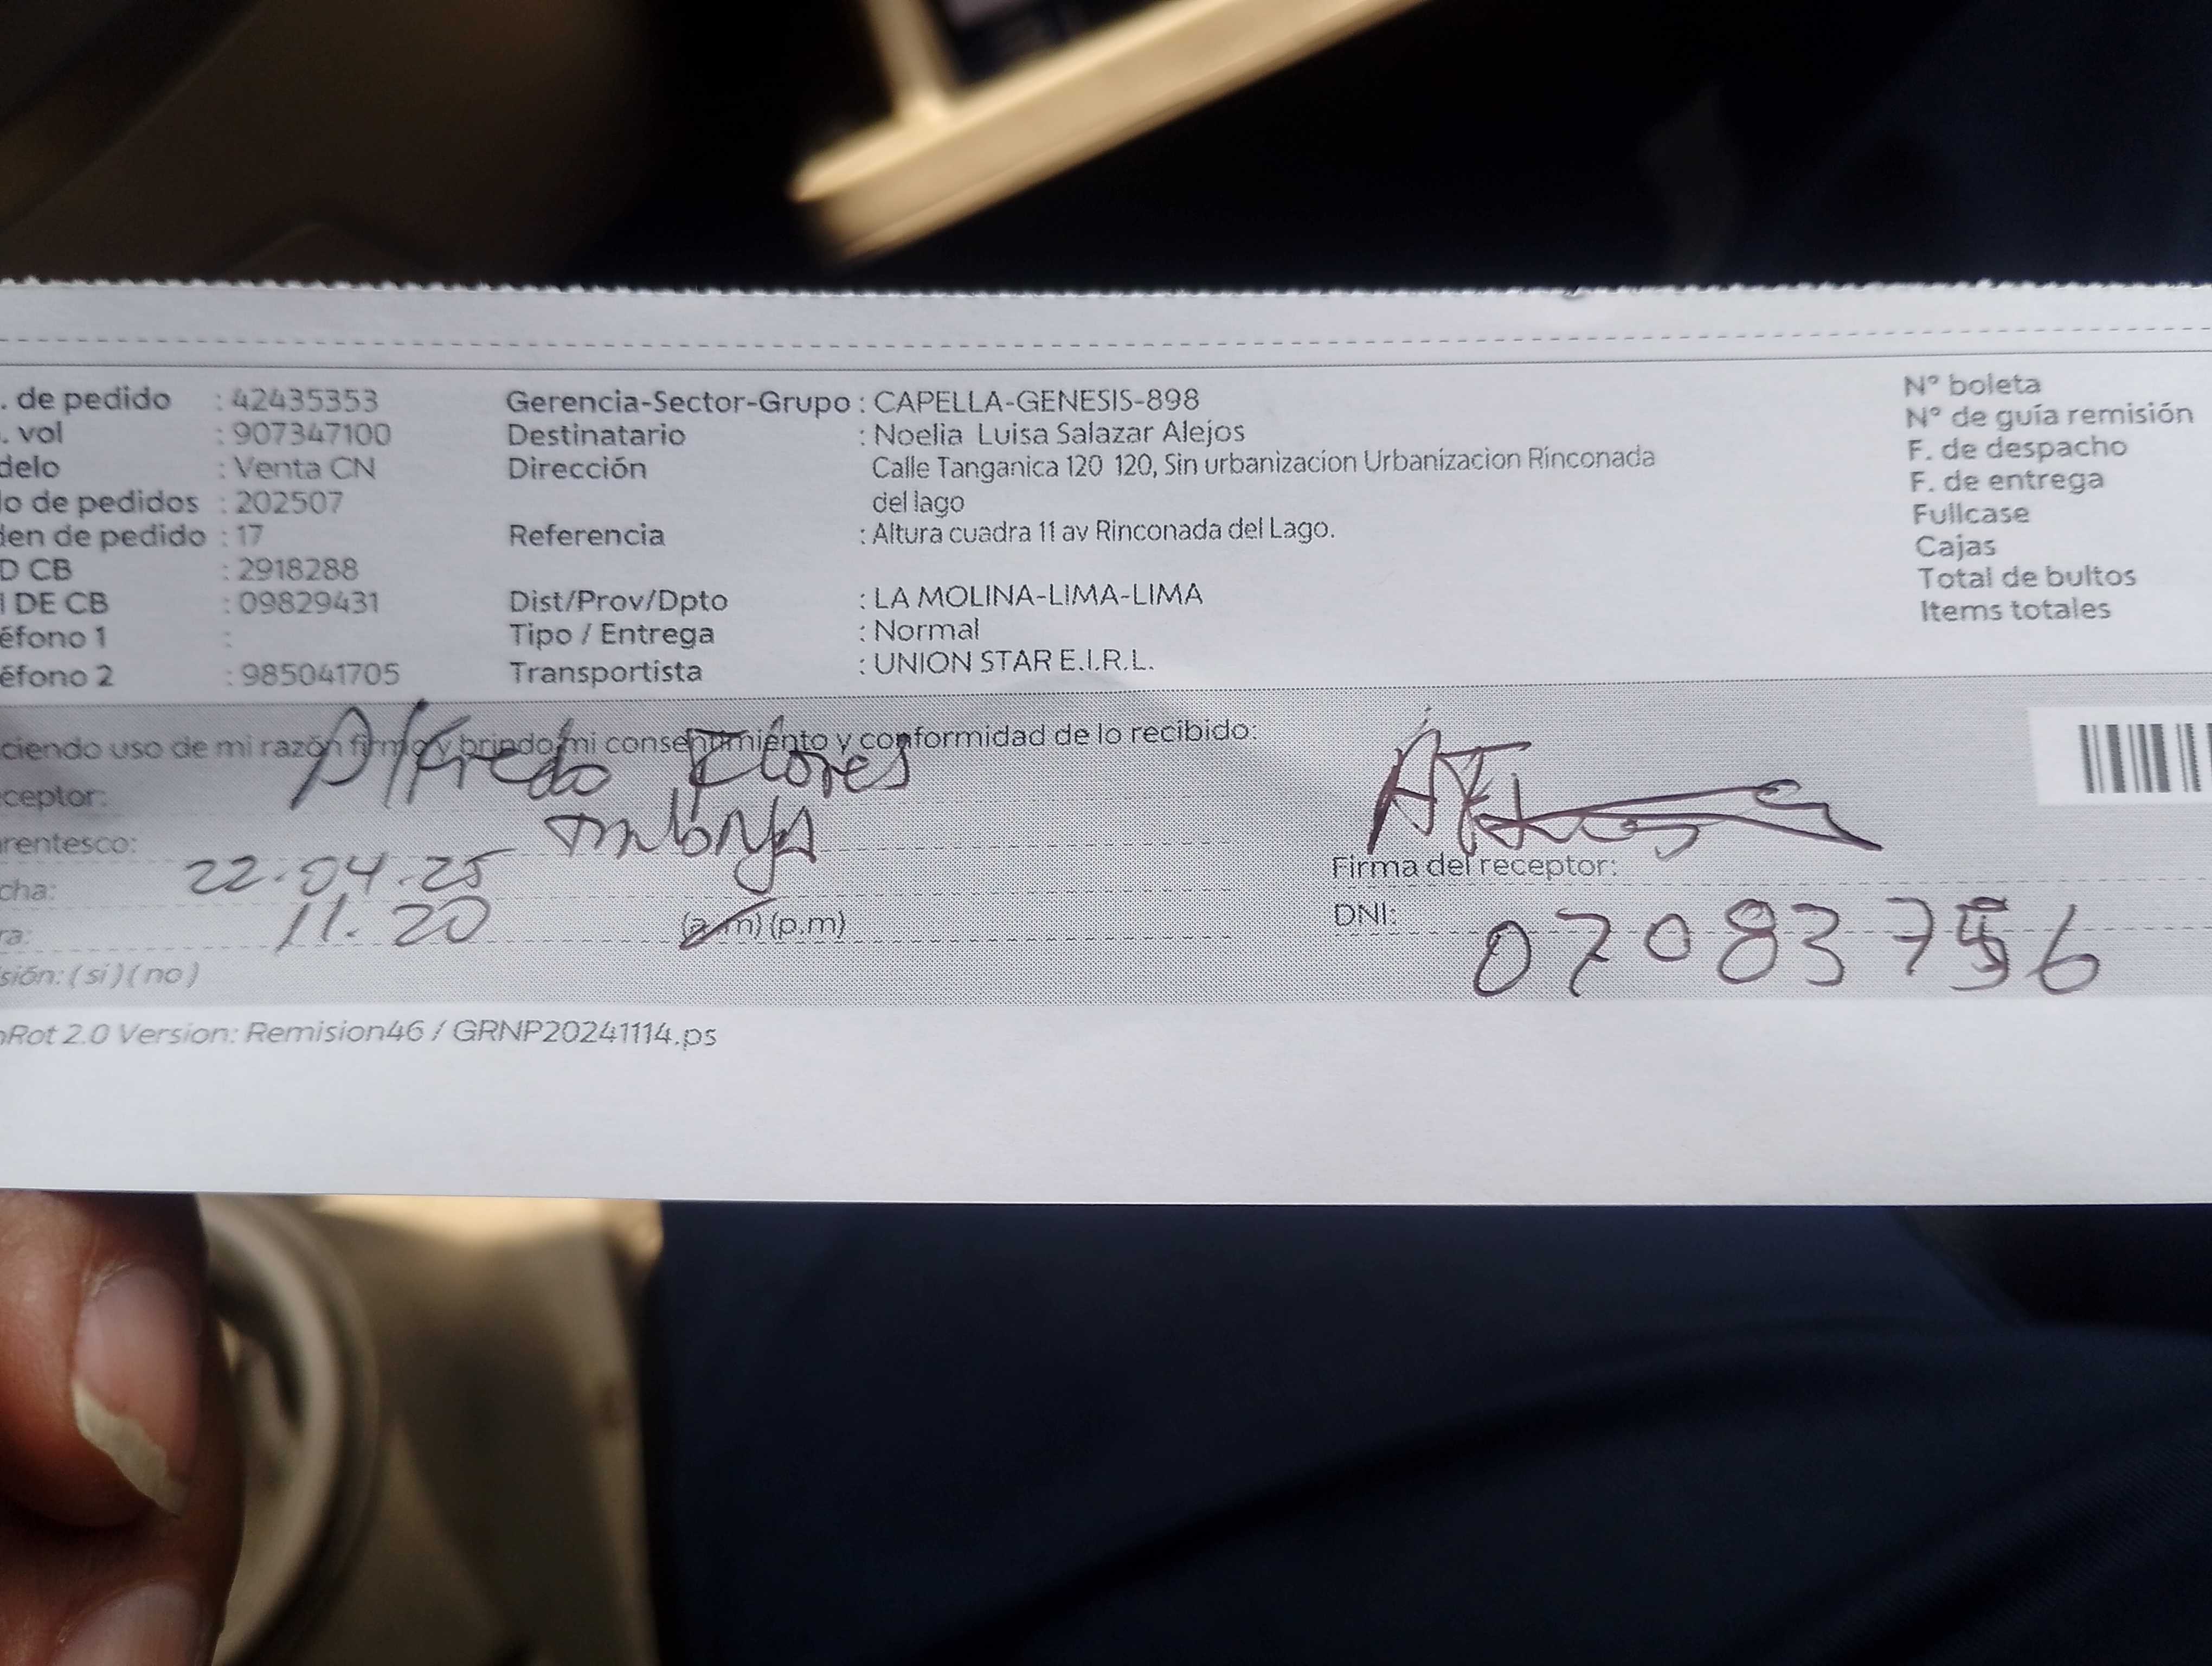 . de pedido : 42435353 Gerencia-Sector-Grupo : CAPELLA-GENESIS-898 N° boleta
. vol : 907347100 Destinatario : Noelia Luisa Salazar Alejos N° de guía remisión
delo : Venta CN Dirección Calle Tanganica 120 120, Sin urbanizacion Urbanizacion Rinconada F. de despacho
o de pedidos : 202507 del lago F. de entrega
den de pedido : 17 Referencia : Altura cuadra 11 av Rinconada del Lago. Fullcase
D CB : 2918288 Cajas
I DE CB : 09829431 Dist/Prov/Dpto : LA MOLINA-LIMA-LIMA Total de bultos
éfono 1 : Tipo / Entrega : Normal Items totales
éfono 2 : 985041705 Transportista : UNION STAR E.I.R.L.
ciendo uso de mi razón firmo y brindo mi consentimiento y conformidad de lo recibido:
ceptor: Alfredo Flores
rentesco:
cha: 22.04.25 Firma del receptor:
ra: 11.20 (a.m) (p.m) DNI: 070837 6
sión: ( sí ) ( no )
Rot 2.0 Version: Remision46 / GRNP20241114.ps